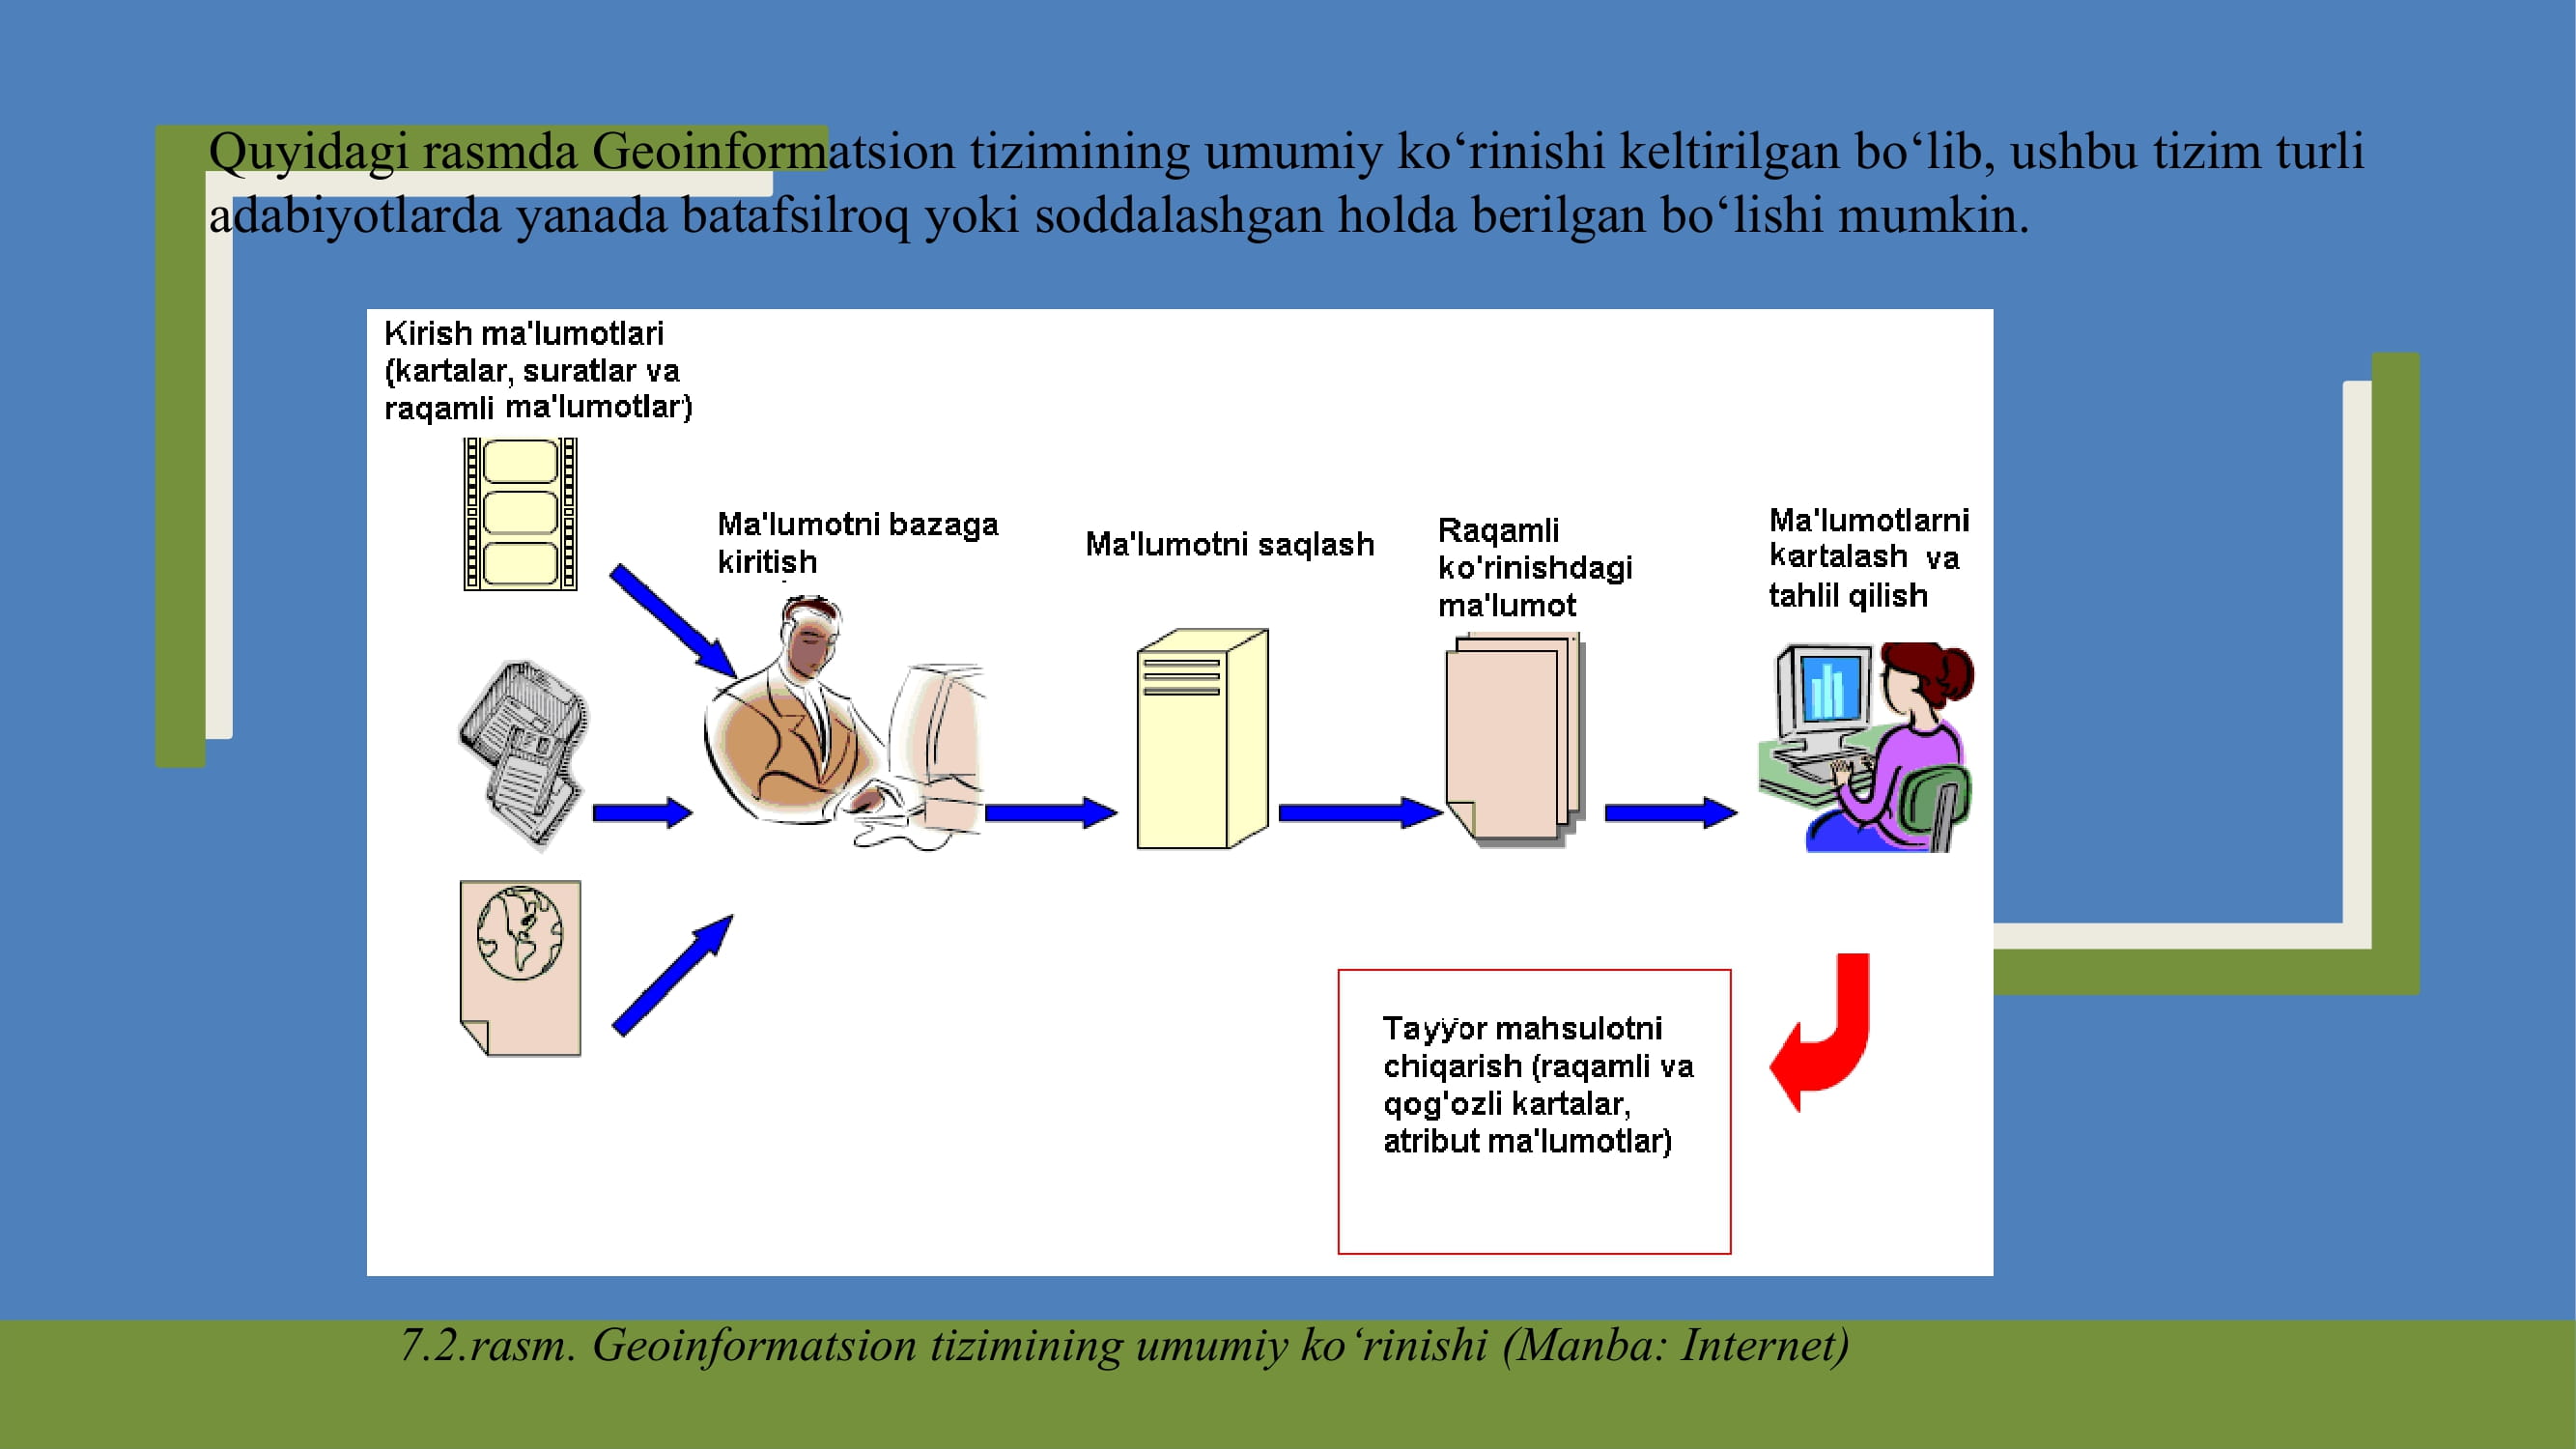 Quyidagi rasmda Geoinformatsion tizimining umumiy ko‘rinishi keltirilgan bo‘lib, ushbu tizim turli
adabiyotlarda yanada batafsilroq yoki soddalashgan holda berilgan bo‘lishi mumkin.
Kirish ma'lumotlari
(kartalar, suratlar va
raqamli ma'lumotlar)
Ma'lumotni bazaga
kiritish
Ma'lumotni saqlash
Raqamli
ko'rinishdagi
ma'lumot
Ma'lumotlarni
kartalash va
tahlil qilish
Tayyor mahsulotni
chiqarish (raqamli va
qog'ozli kartalar,
atribut ma'lumotlar)
7.2.rasm. Geoinformatsion tizimining umumiy ko‘rinishi (Manba: Internet)